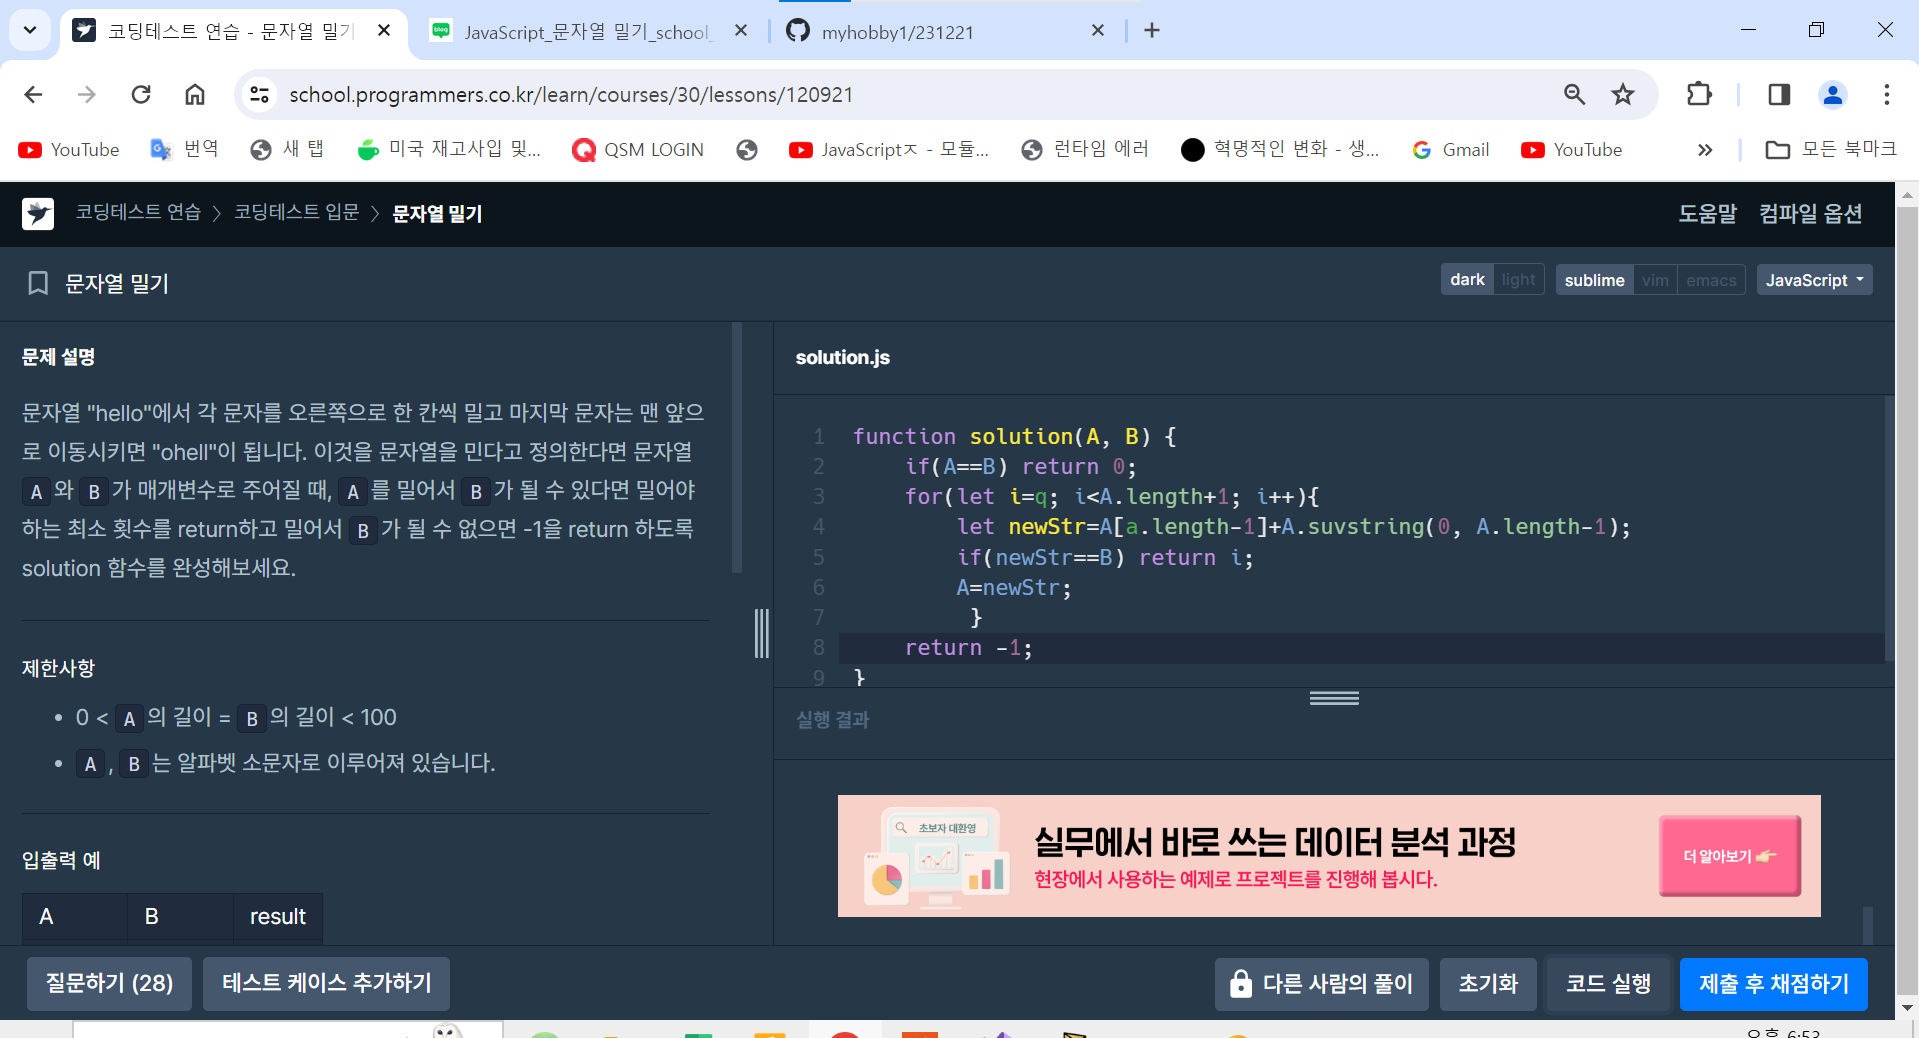 코딩테스트 연습 - 문자열 밀기
JavaScript_문자열 밀기_school_
myhobby1/231221
school.programmers.co.kr/learn/courses/30/lessons/120921
YouTube
번역
새 탭
미국 재고사입 및...
QSM LOGIN
JavaScriptㅈ - 모듈...
런타임 에러
혁명적인 변화 - 생...
Gmail
YouTube
모든 북마크
코딩테스트 연습
코딩테스트 입문
문자열 밀기
도움말
컴파일 옵션
문자열 밀기
dark light
sublime vim emacs
JavaScript
문제 설명
문자열 "hello"에서 각 문자를 오른쪽으로 한 칸씩 밀고 마지막 문자는 맨 앞으
로 이동시키면 "ohell"이 됩니다. 이것을 문자열을 민다고 정의한다면 문자열
A 와 B 가 매개변수로 주어질 때, A 를 밀어서 B 가 될 수 있다면 밀어야
하는 최소 횟수를 return하고 밀어서 B 가 될 수 없으면 -1을 return 하도록
solution 함수를 완성해보세요.
제한사항
• 0 < A 의 길이 = B 의 길이 < 100
• A , B 는 알파벳 소문자로 이루어져 있습니다.
입출력 예
A B result
solution.js
1 function solution(A, B) {
2 if(A==B) return 0;
3 for(let i=q; i<A.length+1; i++){
4 let newStr=A[a.length-1]+A.suvstring(0, A.length-1);
5 if(newStr==B) return i;
6 A=newStr;
7 }
8 return -1;
9 }
실행 결과
초보자 대환영
실무에서 바로 쓰는 데이터 분석 과정
현장에서 사용하는 예제로 프로젝트를 진행해 봅시다.
더 알아보기
질문하기 (28)
테스트 케이스 추가하기
다른 사람의 풀이
초기화
코드 실행
제출 후 채점하기
오후 6:53